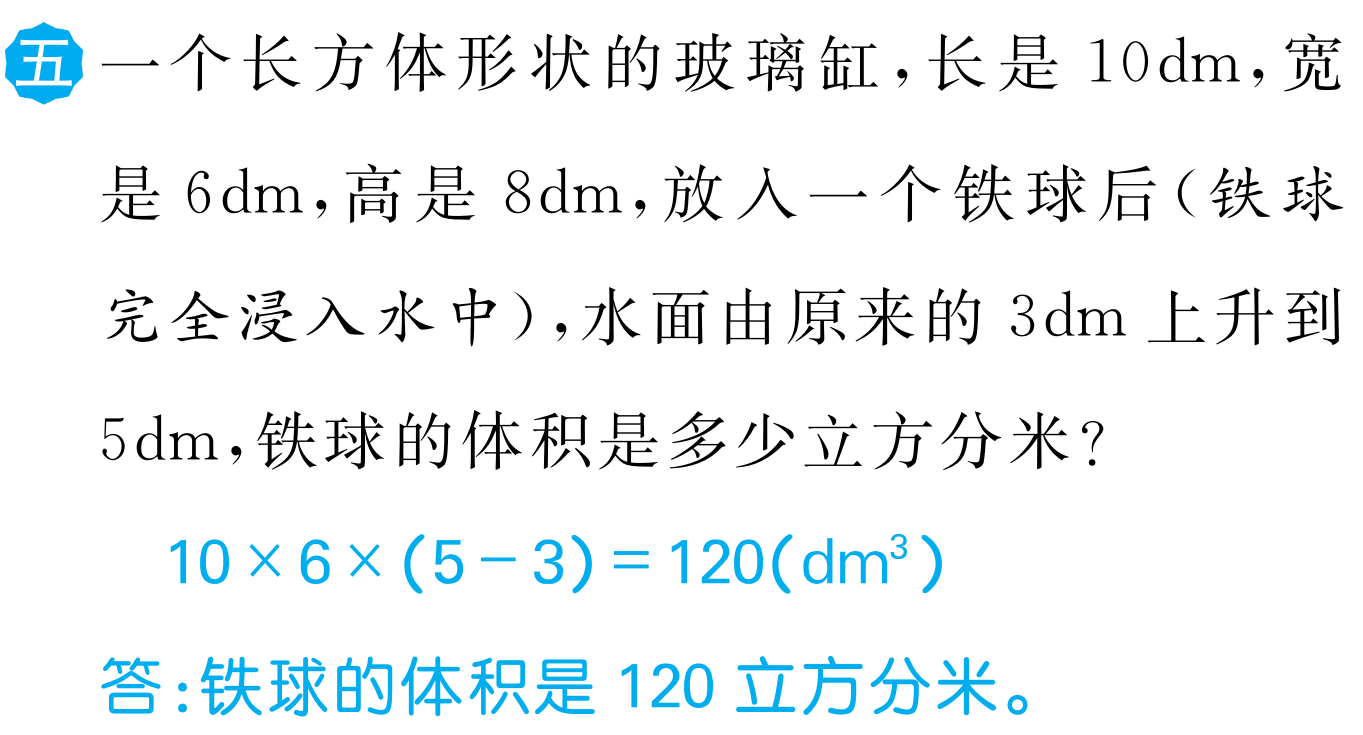 五 一个长方体形状的玻璃缸,长是 10dm,宽
是 6dm,高是 8dm,放入一个铁球后(铁球
完全浸入水中),水面由原来的 3dm 上升到
5dm,铁球的体积是多少立方分米?
10×6×(5-3)=120(dm³)
答:铁球的体积是 120 立方分米。